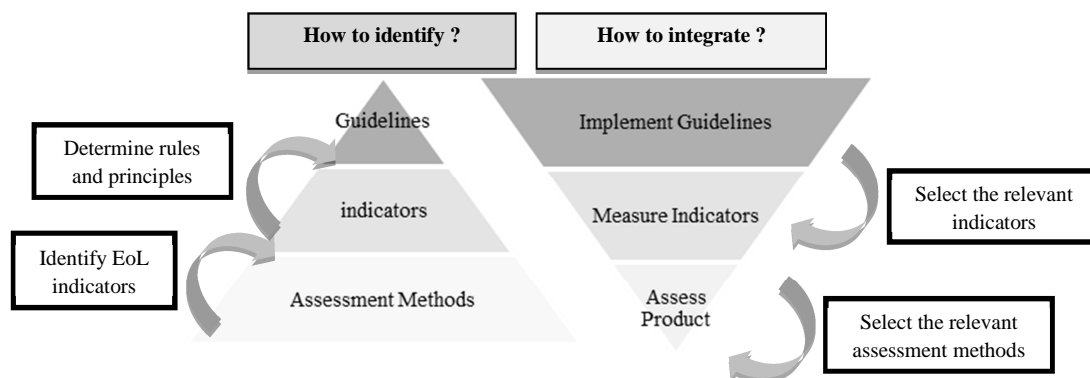 How to identify ?
How to integrate ?
Guidelines
Implement Guidelines
Determine rules
and principles
indicators
Measure Indicators
Select the relevant
indicators
Identify EoL
indicators
Assessment Methods
Assess
Product
Select the relevant
assessment methods